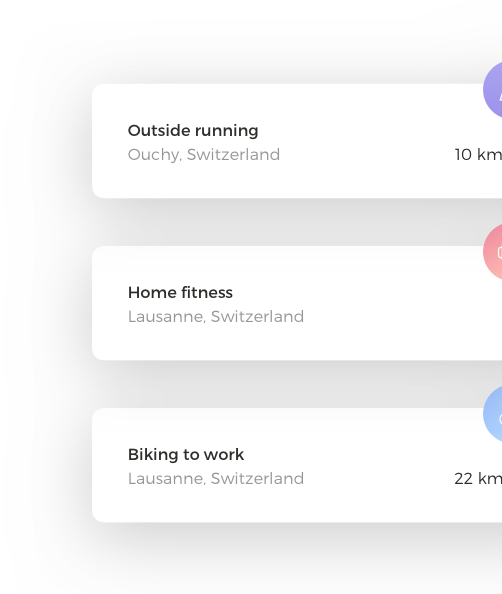 Outside running
Ouchy, Switzerland
10 km
Home fitness
Lausanne, Switzerland
Biking to work
Lausanne, Switzerland
22 km